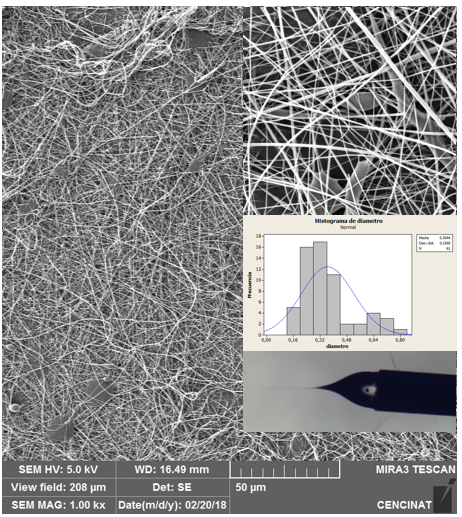 Histograma de diametro
Normal
Media 0,3644
Desv.Est. 0,1568
N 61
Frecuencia
18
16
14
12
10
8
6
4
2
0
0,00 0,16 0,32 0,48 0,64 0,80
diametro
SEM HV: 5.0 kV WD: 16.49 mm MIRA3 TESCAN
View field: 208 µm Det: SE 50 µm
SEM MAG: 1.00 kx Date(m/d/y): 02/20/18 CENCINAT